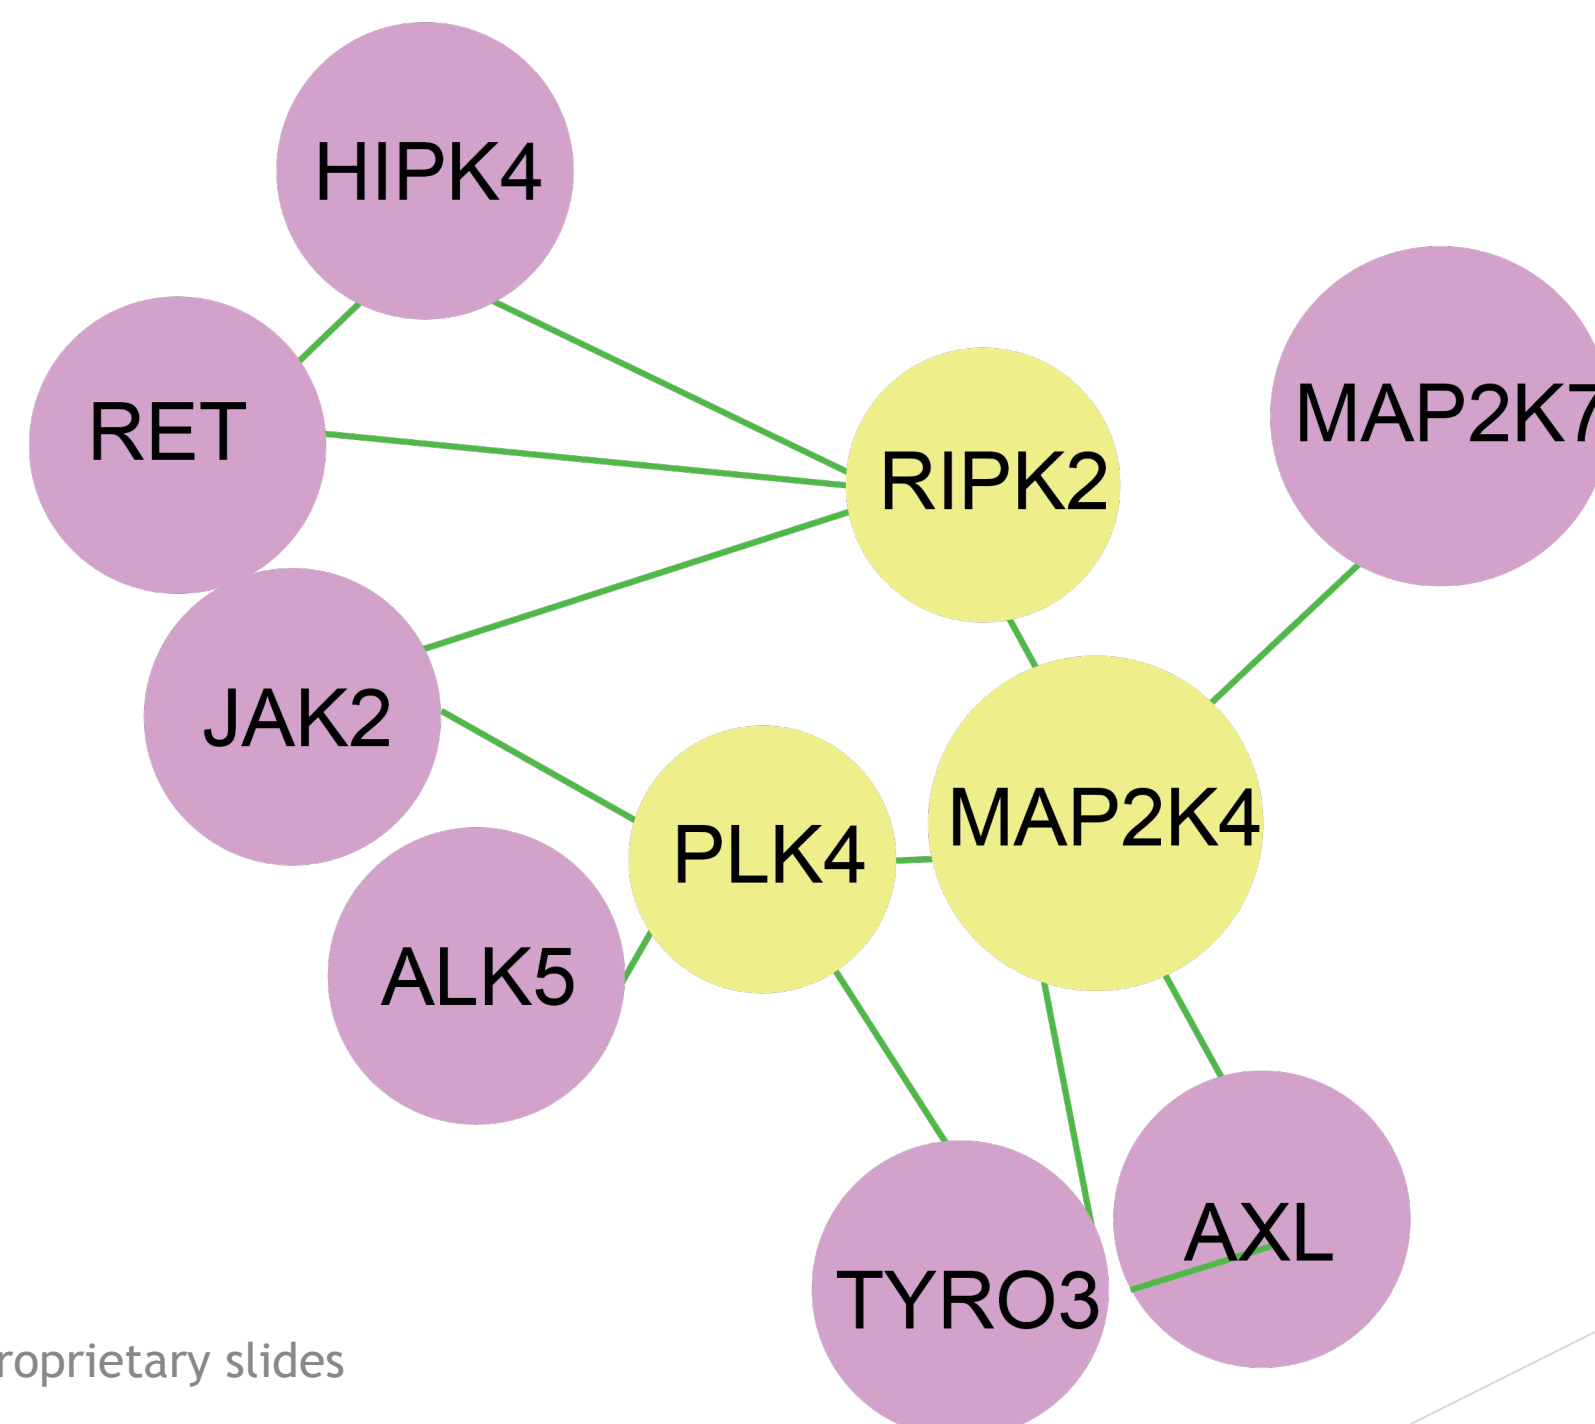 HIPK4
RET
RIPK2
MAP2K7
JAK2
PLK4
MAP2K4
ALK5
AXL
TYRO3
roprietary slides